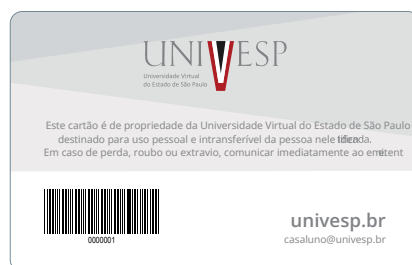 UNIVESP
Universidade Virtual
do Estado de São Paulo
Este cartão é de propriedade da Universidade Virtual do Estado de São Paulo
destinado para uso pessoal e intransferível da pessoa nele
Em caso de perda, roubo ou extravio, comunicar imediatamente ao
0000001
univesp.br
casaluno@univesp.br